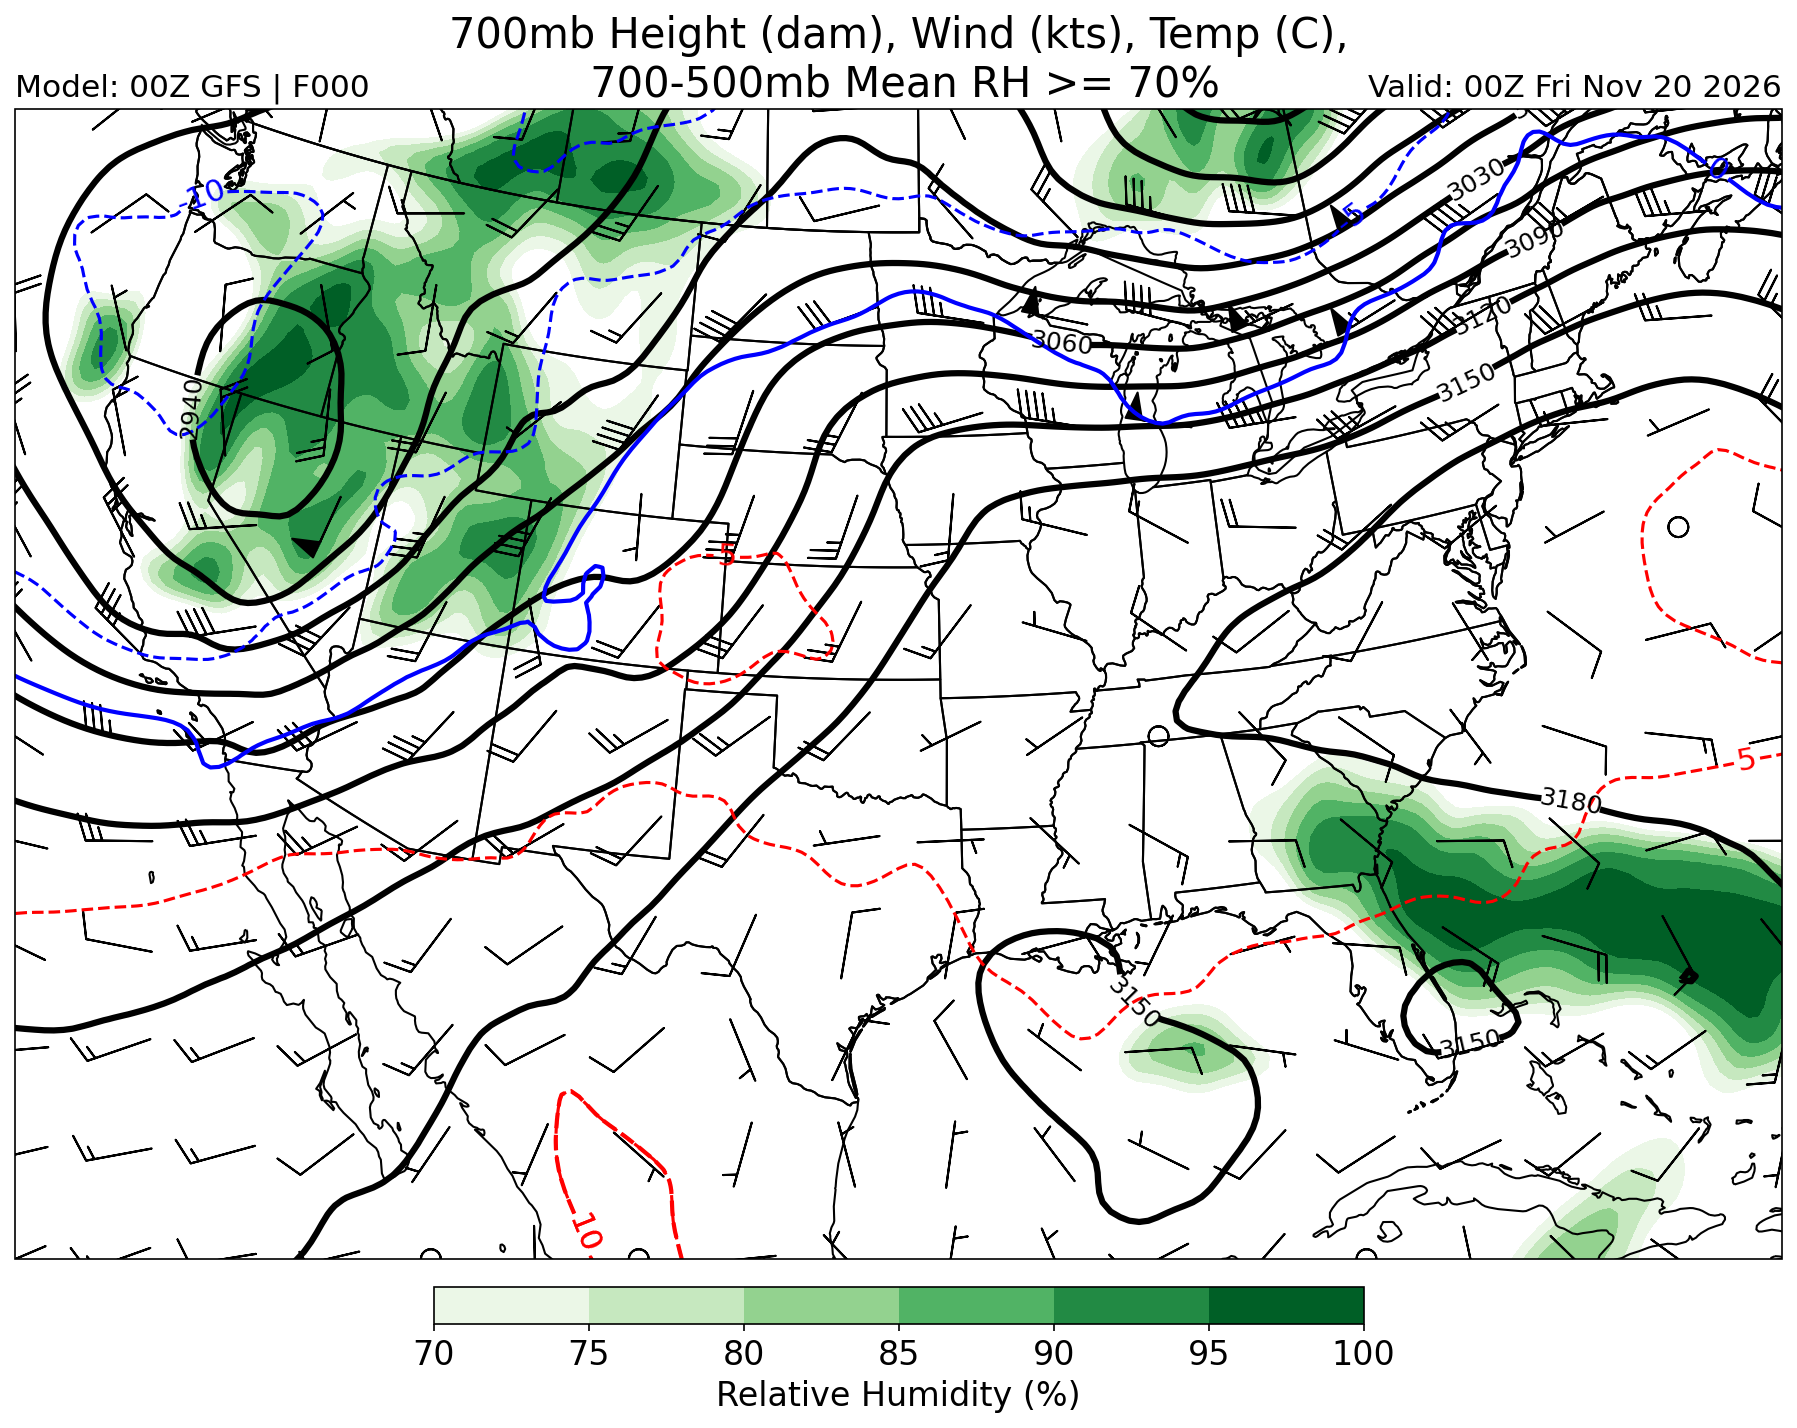 700mb Height (dam), Wind (kts), Temp (C),
700-500mb Mean RH >= 70%
Model: 00Z GFS | F000
Valid: 00Z Fri Nov 20 2026
-10
-5
0
3030
3090
3120
3150
3060
2940
5
5
3180
3150
3150
10
70 75 80 85 90 95 100
Relative Humidity (%)